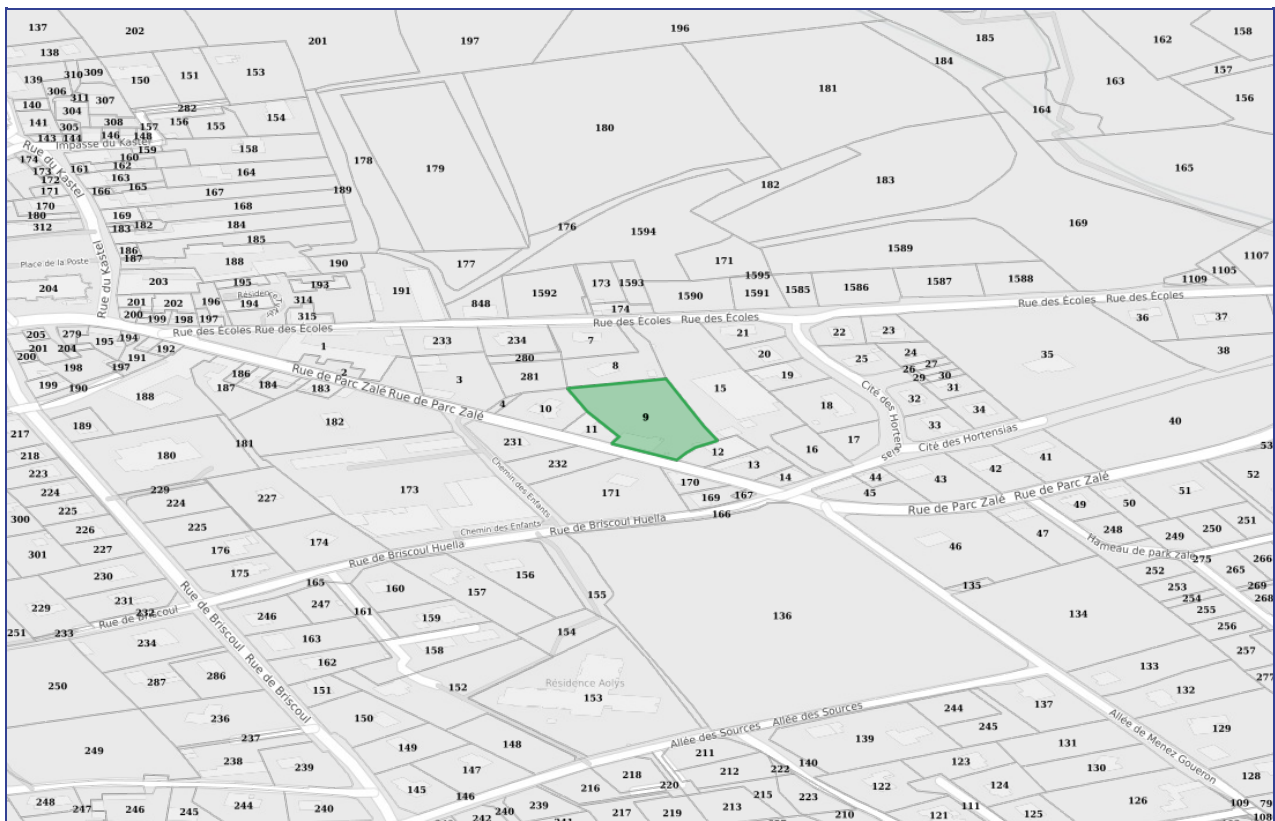 137 202 201 197 196 185 162 158
138 184 157
139 310 309 150 151 153 181 163 156
306 311 307 282 164
140 304 154
141 305 308 157 156 155 180
143 144 146 148
Impasse du Kastel 159 158
Rue du Kastel
174 160 178 179 165
173 161 162 164
172 163 182 183
171 166 165 167 189
170 168
180 169 184 176 1594 169
312 183 182 185 1589
186 187 188 190 177 171 1107
Place de la Poste
Rue du Kastel
204 203 195 193 191 1595 1105
Résidence 1592 173 1593 1590 1591 1585 1586 1587 1588 1109
201 202 196 194 314 848 174
200 199 198 197 315
Rue des Écoles Rue des Écoles
Rue des Écoles Rue des Écoles
Rue des Écoles Rue des Écoles
36 37
205 279 195 194 1 233 234 7 21 22 23
201 204 192 280 20 24 35 38
200 198 197 191 2 3 281 8 19 25 26 27
199 190 188 186 187 184 183 29 30 31
Rue de Parc Zalé Rue de Parc Zalé
4 10 9 15 18 32 34
Cité des Hortensias
217 189 181 182 11 33 40
Cité des Hortensias
218 180 231 12 16 17 53
223 232 13 41
224 229 224 227 173 171 170 14 44 43 42 52
225 169 167 45 51
Chemin des Enfants
Rue de Parc Zalé Rue de Parc Zalé
300 226 225 166 49 50
Chemin des Enfants
Rue de Briscoul Huella
301 227 176 174 46 47 248 249 250 251
Rue de Briscoul Huella
Hameau de park zalé
230 175 165 160 156 157 155 135 252 275 265 266
229 231 232 247 161 159 136 134 253 254 255 269 268
Rue de Briscoul
251 233 234 246 163 158 154 256
Rue de Briscoul Rue de Briscoul
250 287 286 162 151 152 133 257 277
Résidence Aolys
153 132
236 150 244 137
237 245
Allée des Sources Allée des Sources
Allée de Menez Goueron
249 238 239 149 148 211 139 131 129
147 218 212 222 140 123 130 128
145 146 216 220 215 223 122 124
248 247 246 245 244 240 239 217 219 213 210 111 126 109 79
242 240 241 121 125 108